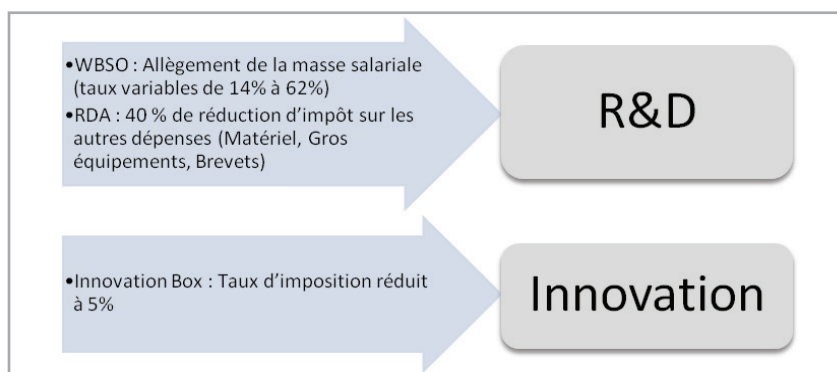 •WBSO : Allègement de la masse salariale
(taux variables de 14% à 62%)
•RDA : 40 % de réduction d’impôt sur les
autres dépenses (Matériel, Gros
équipements, Brevets)
R&D
•Innovation Box : Taux d’imposition réduit
à 5%
Innovation